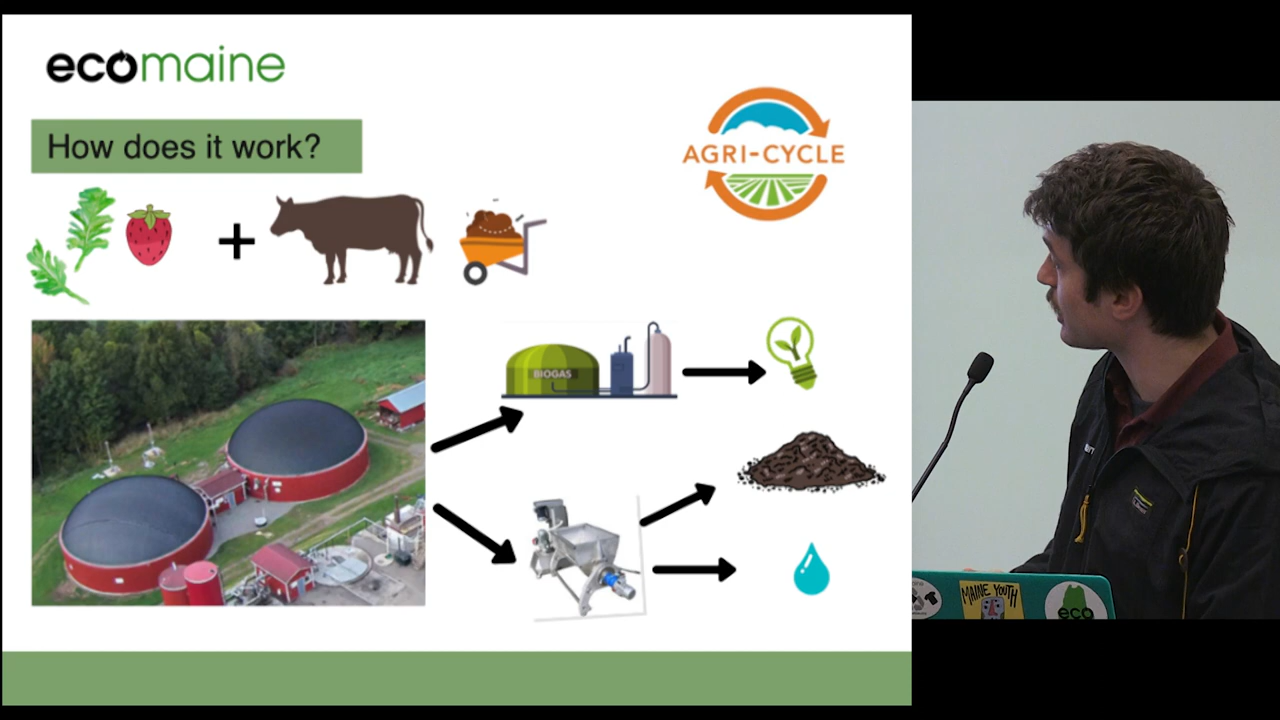 ecomaine
How does it work?
AGRI-CYCLE
BIOGAS
MAINE YOUTH
eco